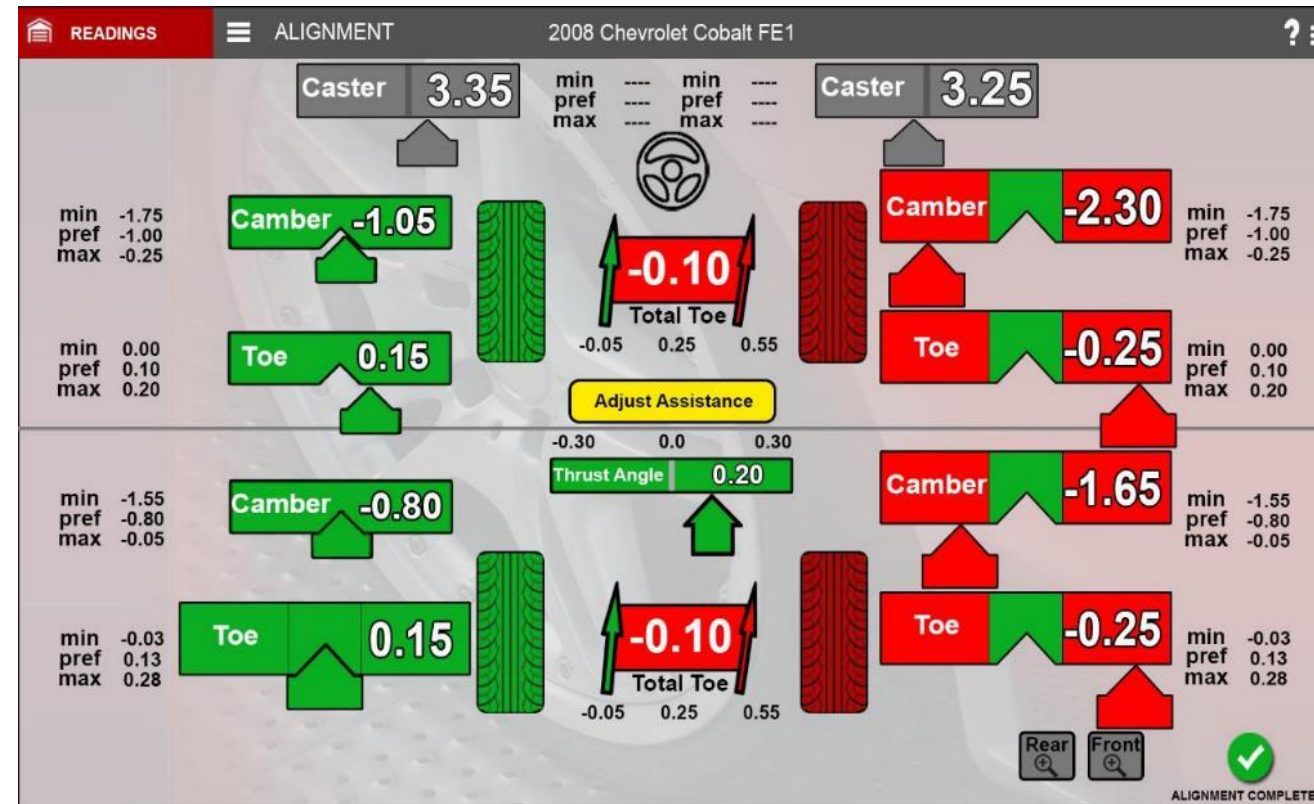 READINGS ALIGNMENT 2008 Chevrolet Cobalt FE1 ?
Caster 3.35 min ---- min ---- Caster 3.25
pref ---- pref ----
max ---- max ----
min -1.75 Camber -1.05 Camber -2.30 min -1.75
pref -1.00 pref -1.00
max -0.25 max -0.25
-0.10
Total Toe
-0.05 0.25 0.55
min 0.00 Toe 0.15 Toe -0.25 min 0.00
pref 0.10 pref 0.10
max 0.20 max 0.20
Adjust Assistance
-0.30 0.0 0.30
Thrust Angle 0.20
min -1.55 Camber -0.80 Camber -1.65 min -1.55
pref -0.80 pref -0.80
max -0.05 max -0.05
min -0.03 Toe 0.15 -0.10 Toe -0.25 min -0.03
pref 0.13 Total Toe pref 0.13
max 0.28 -0.05 0.25 0.55 max 0.28
Rear Front
ALIGNMENT COMPLETE